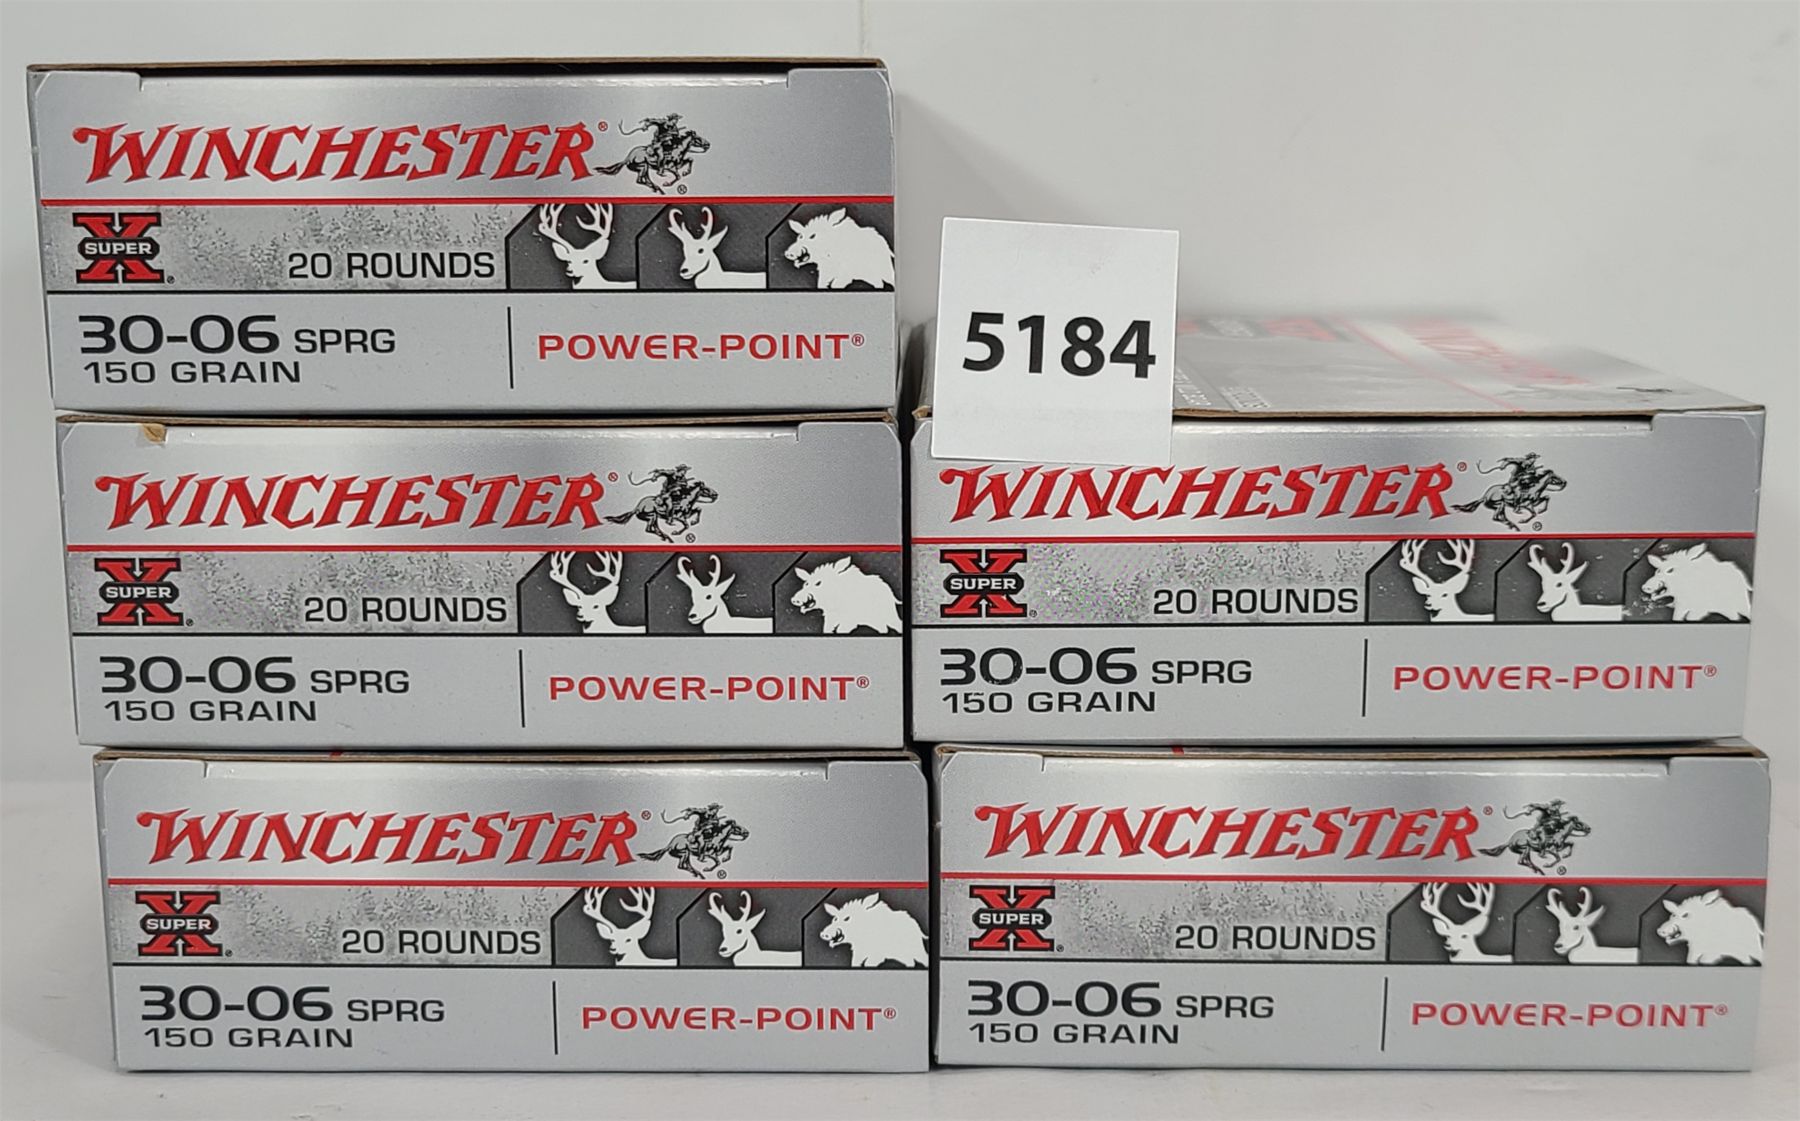 WINCHESTER®
®
SUPER X®
20 ROUNDS
30-06 SPRG
150 GRAIN
POWER-POINT®
WINCHESTER®
®
SUPER X®
20 ROUNDS
30-06 SPRG
150 GRAIN
POWER-POINT®
WINCHESTER®
®
SUPER X®
20 ROUNDS
30-06 SPRG
150 GRAIN
POWER-POINT®
5184
WINCHESTER®
®
SUPER X®
20 ROUNDS
30-06 SPRG
150 GRAIN
POWER-POINT®
WINCHESTER®
®
SUPER X®
20 ROUNDS
30-06 SPRG
150 GRAIN
POWER-POINT®